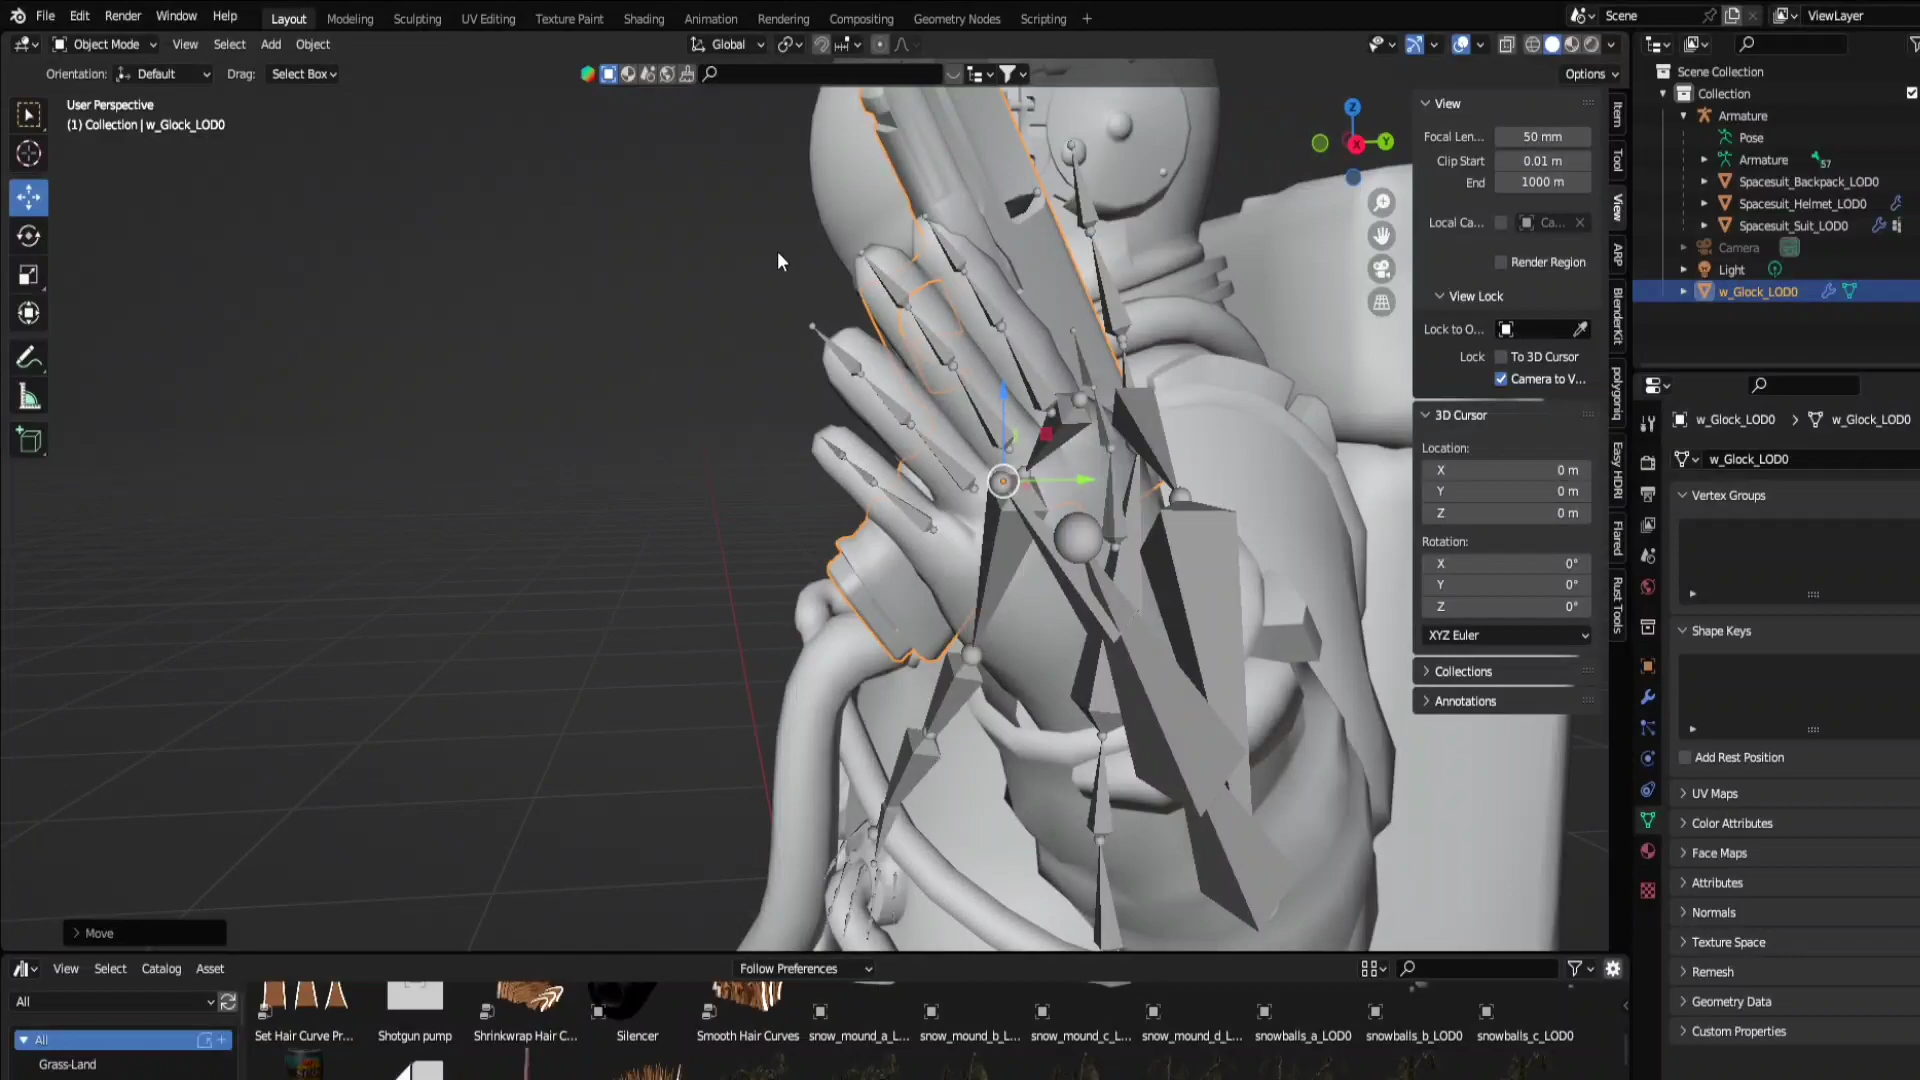 File Edit Render Window Help Layout Modeling Sculpting UV Editing Texture Paint Shading Animation Rendering Compositing Geometry Nodes Scripting + Scene ViewLayer
Object Mode View Select Add Object Global
Orientation: Default Drag: Select Box Options
User Perspective
(1) Collection | w_Glock_LOD0
Z
Y
X
View
Focal Len... 50 mm
Clip Start 0.01 m
End 1000 m
Local Ca... Ca...
Render Region
View Lock
Lock to O...
Lock To 3D Cursor
Camera to V...
3D Cursor
Location:
X 0 m
Y 0 m
Z 0 m
Rotation:
X 0°
Y 0°
Z 0°
XYZ Euler
Collections
Annotations
Item
Tool
View
ARP
BlenderKit
polygoniq
Easy HDRI
Flared
Rust Tools
Scene Collection
Collection
Armature
Pose
Armature 57
Spacesuit_Backpack_LOD0
Spacesuit_Helmet_LOD0
Spacesuit_Suit_LOD0
Camera
Light
w_Glock_LOD0
w_Glock_LOD0 > w_Glock_LOD0
w_Glock_LOD0
Vertex Groups
Shape Keys
Add Rest Position
UV Maps
Color Attributes
Face Maps
Attributes
Normals
Texture Space
Remesh
Geometry Data
Custom Properties
Move
View Select Catalog Asset Follow Preferences
All
All
Grass-Land
Set Hair Curve Pr... Shotgun pump Shrinkwrap Hair C... Silencer Smooth Hair Curves snow_mound_a_L... snow_mound_b_L... snow_mound_c_L... snow_mound_d_L... snowballs_a_LOD0 snowballs_b_LOD0 snowballs_c_LOD0